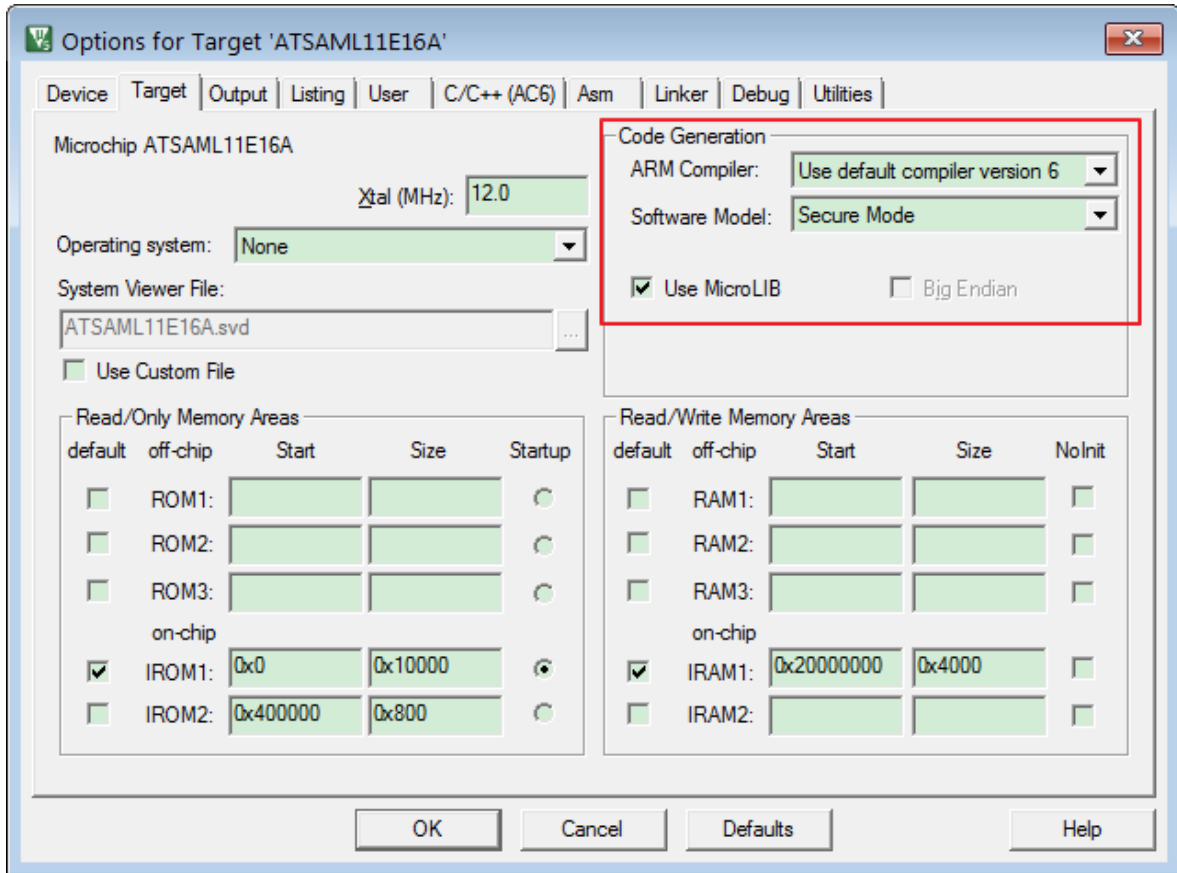 Options for Target 'ATSAML11E16A'
Device Target Output Listing User C/C++ (AC6) Asm Linker Debug Utilities
Microchip ATSAML11E16A
Xtal (MHz): 12.0
Operating system: None
System Viewer File:
ATSAML11E16A.svd ...
Use Custom File
Code Generation
ARM Compiler: Use default compiler version 6
Software Model: Secure Mode
Use MicroLIB Big Endian
Read/Only Memory Areas
default off-chip Start Size Startup
ROM1:
ROM2:
ROM3:
on-chip
IROM1: 0x0 0x10000
IROM2: 0x400000 0x800
Read/Write Memory Areas
default off-chip Start Size NoInit
RAM1:
RAM2:
RAM3:
on-chip
IRAM1: 0x20000000 0x4000
IRAM2:
OK Cancel Defaults Help